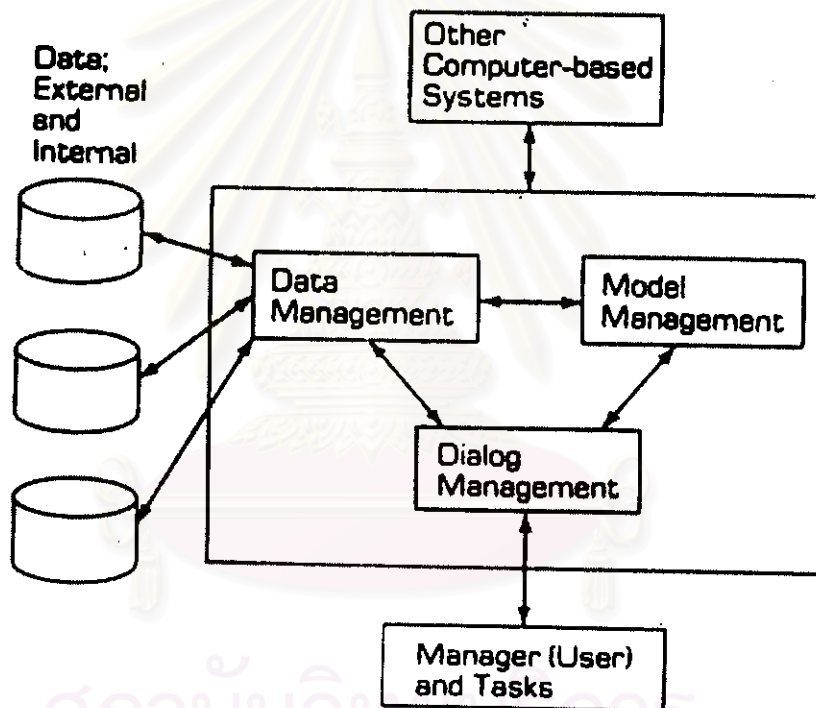 Data;
External
and
Internal
Other
Computer-based
Systems
Data
Management
Model
Management
Dialog
Management
Manager (User)
and Tasks